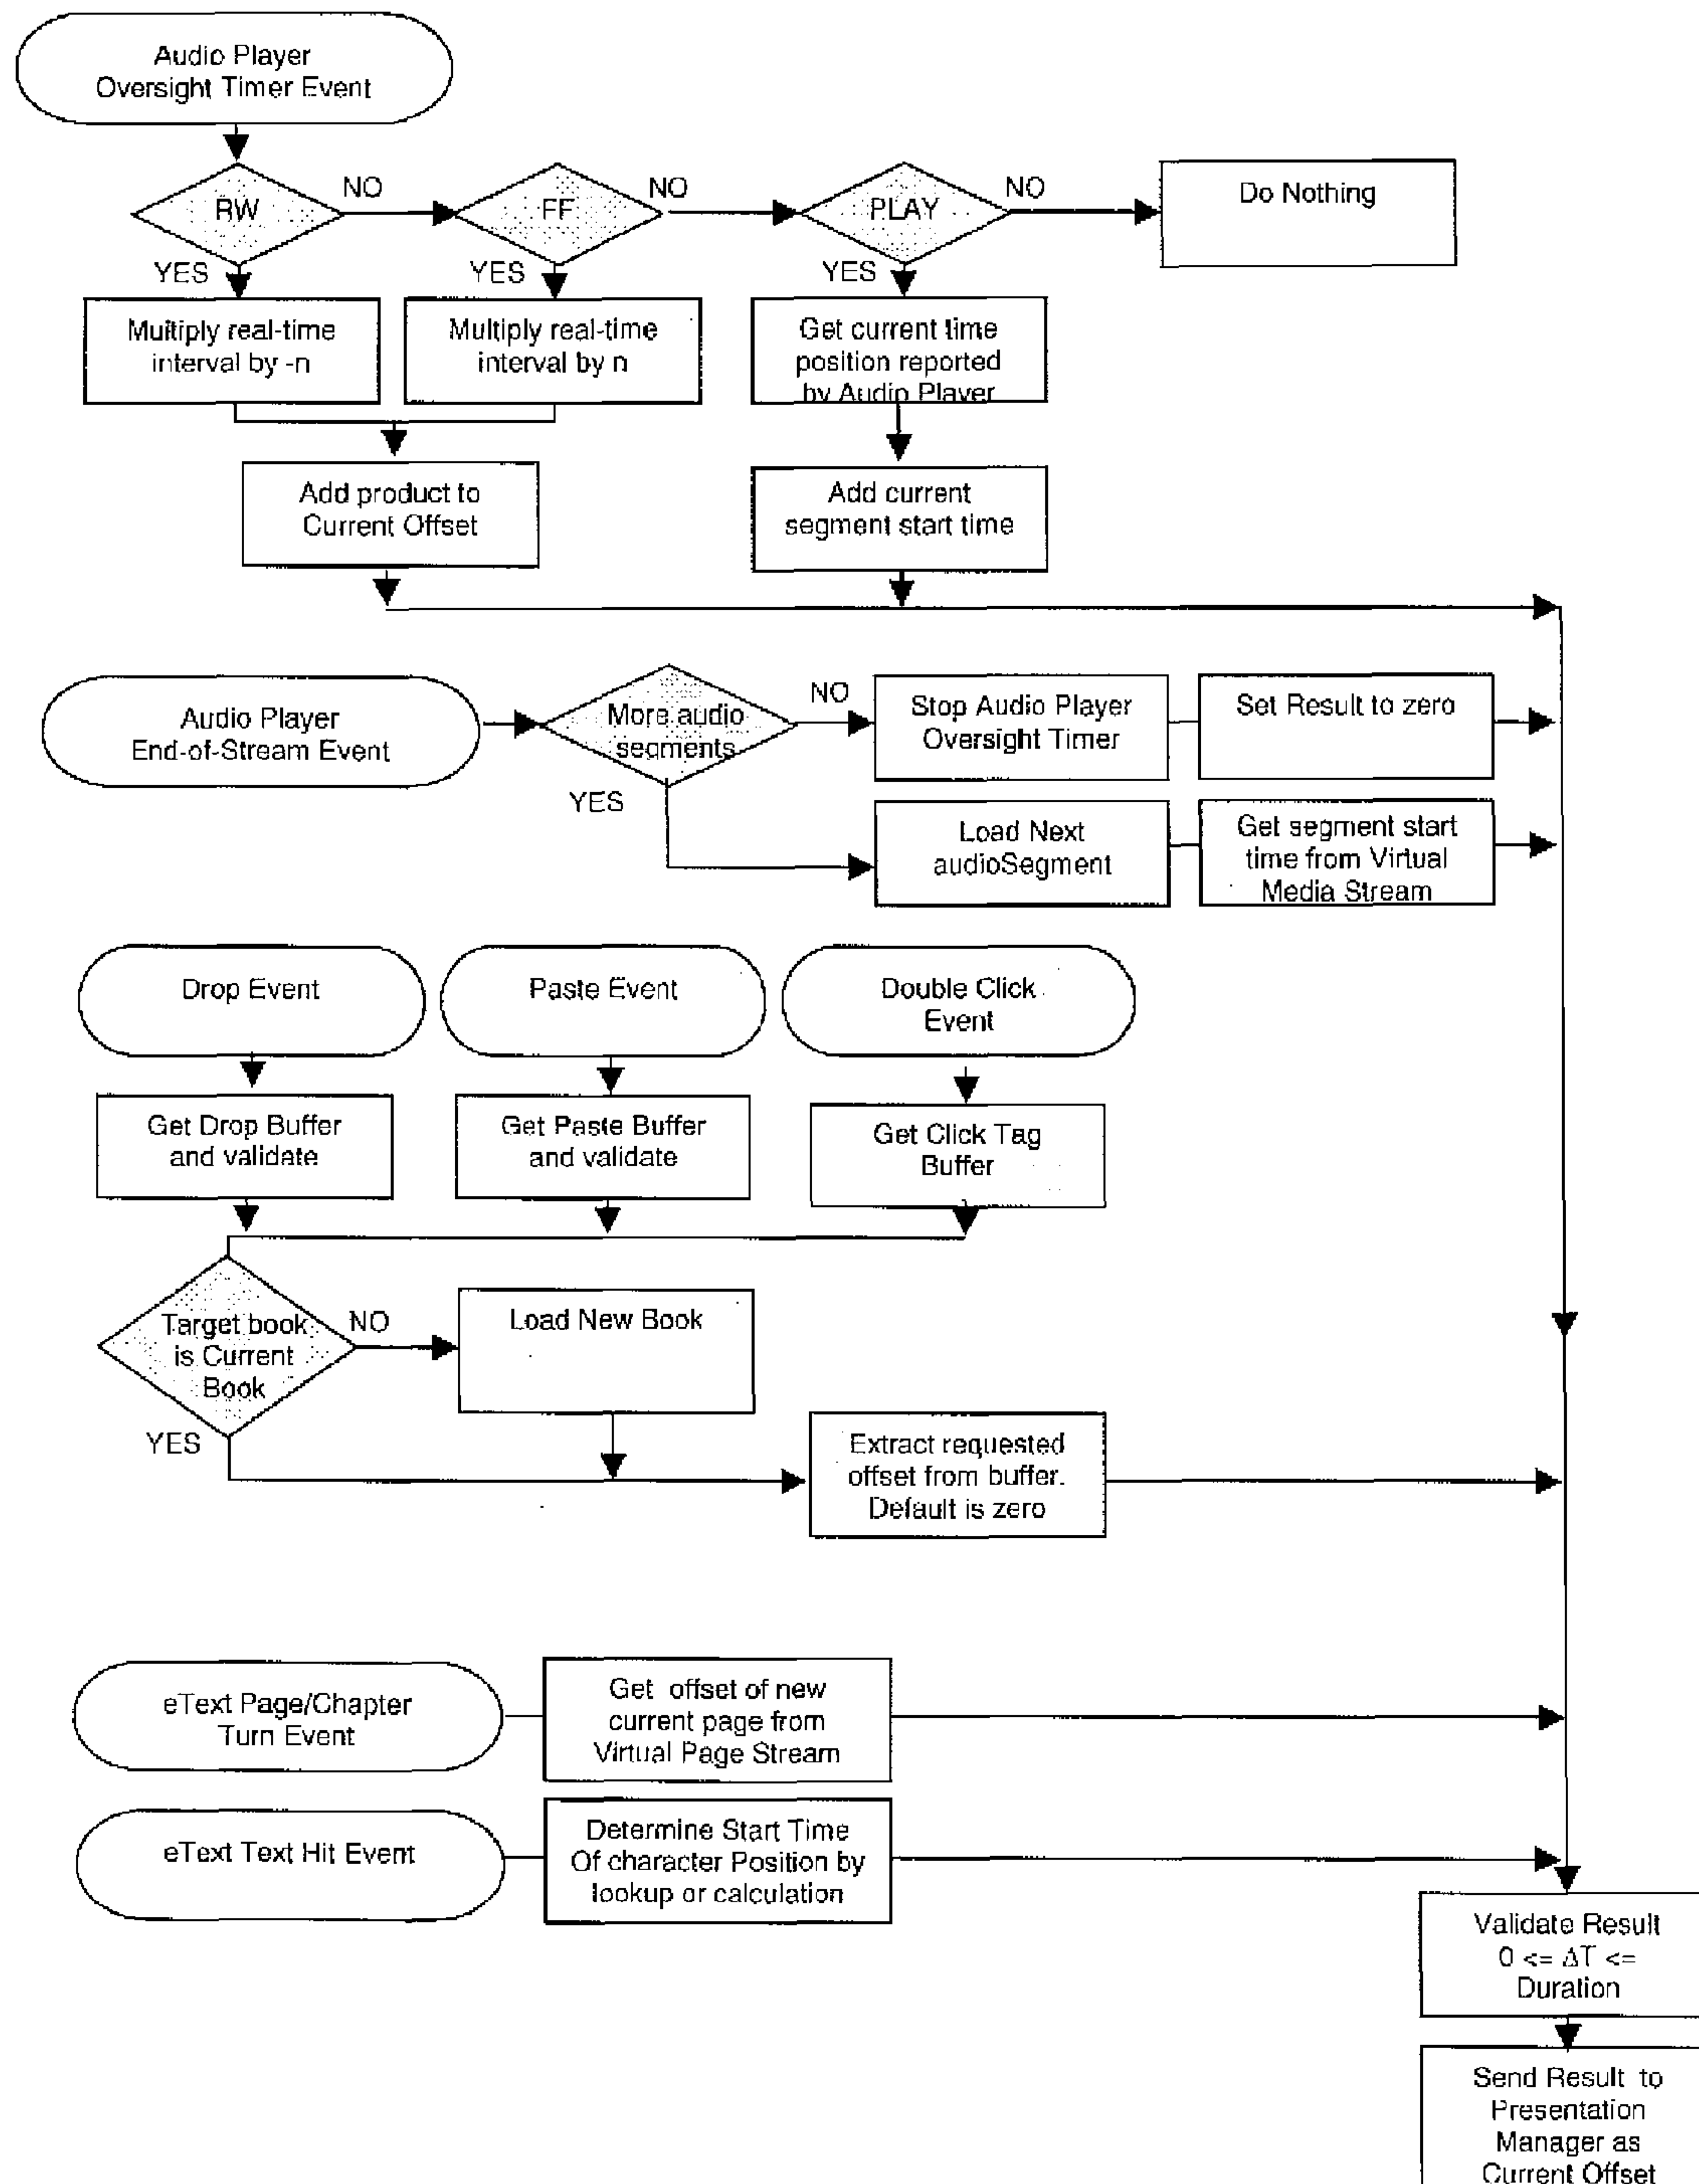 Audio Player
Oversight Timer Event
RW
NO
FF
NO
PLAY
NO
Do Nothing
YES
YES
YES
Multiply real-time
interval by -n
Multiply real-time
interval by n
Get current time
position reported
by Audio Player
Add product to
Current Offset
Add current
segment start time
Audio Player
End-of-Stream Event
More audio
segments
NO
YES
Stop Audio Player
Oversight Timer
Set Result to zero
Load Next
audioSegment
Get segment start
time from Virtual
Media Stream
Drop Event
Paste Event
Double Click
Event
Get Drop Buffer
and validate
Get Paste Buffer
and validate
Get Click Tag
Buffer
Target book
is Current
Book
NO
YES
Load New Book
Extract requested
offset from buffer.
Default is zero
eText Page/Chapter
Turn Event
Get offset of new
current page from
Virtual Page Stream
eText Text Hit Event
Determine Start Time
Of character Position by
lookup or calculation
Validate Result
0 <= ΔT <=
Duration
Send Result to
Presentation
Manager as
Current Offset